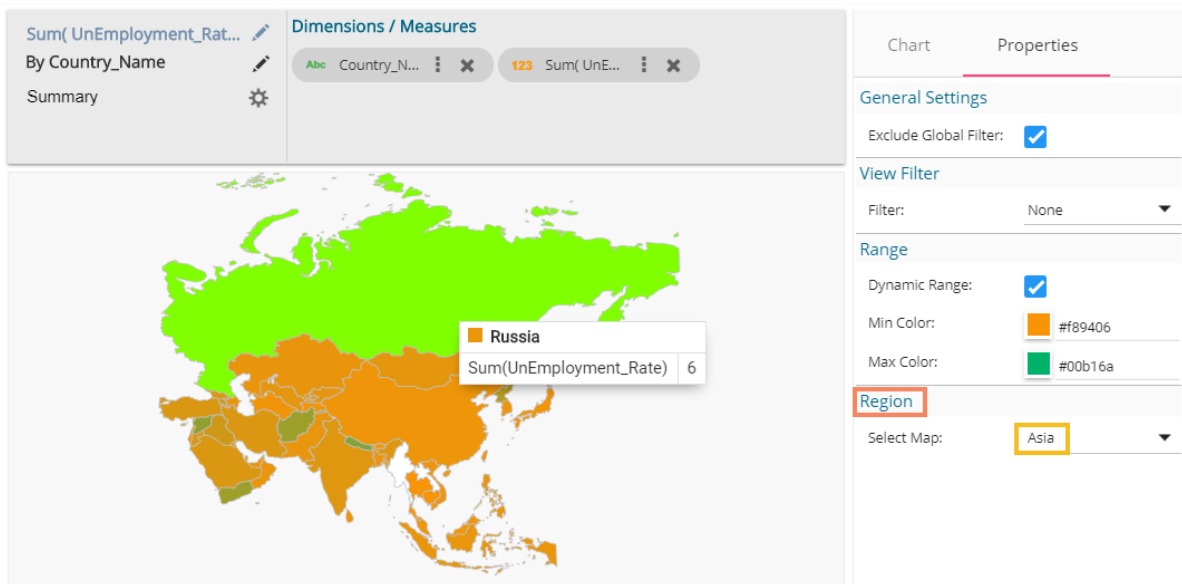 Sum( UnEmployment_Rat...
By Country_Name
Summary
Dimensions / Measures
Abc Country_N...
123 Sum( UnE...
Russia
Sum(UnEmployment_Rate) 6
Chart Properties
General Settings
Exclude Global Filter:
View Filter
Filter: None
Range
Dynamic Range:
Min Color: #f89406
Max Color: #00b16a
Region
Select Map: Asia